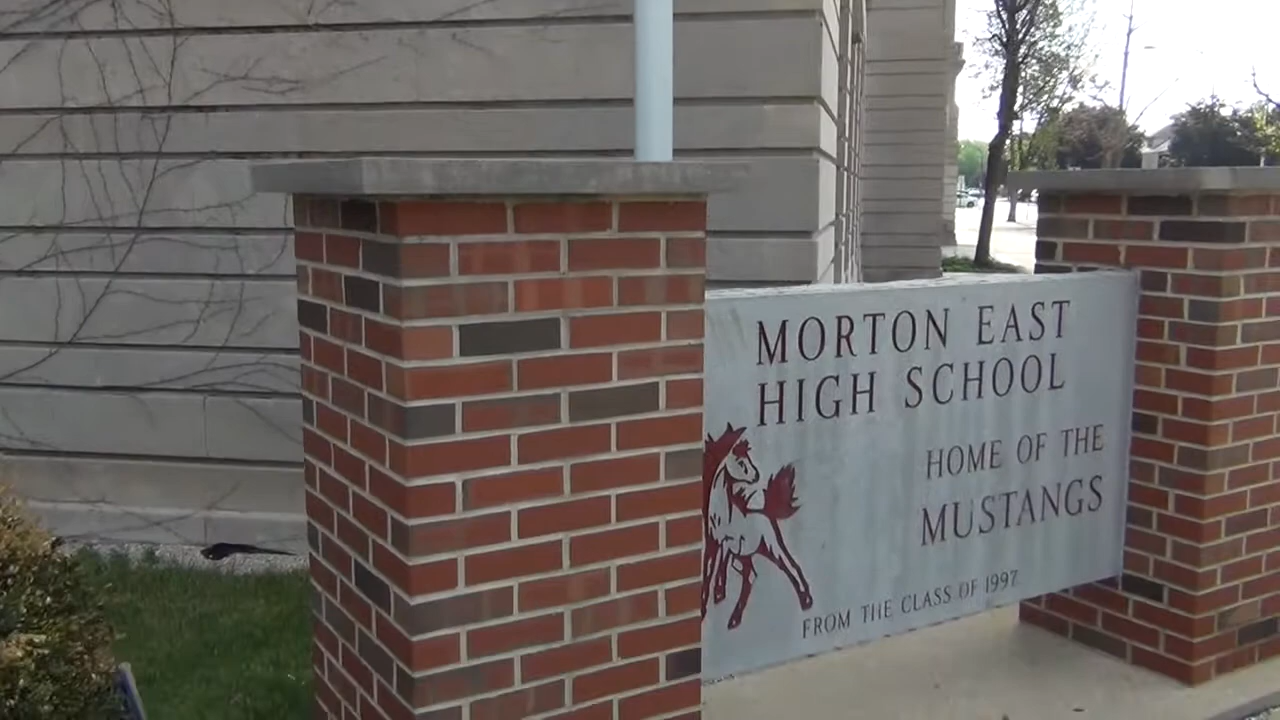 MORTON EAST
HIGH SCHOOL
HOME OF THE
MUSTANGS
FROM THE CLASS OF 1997